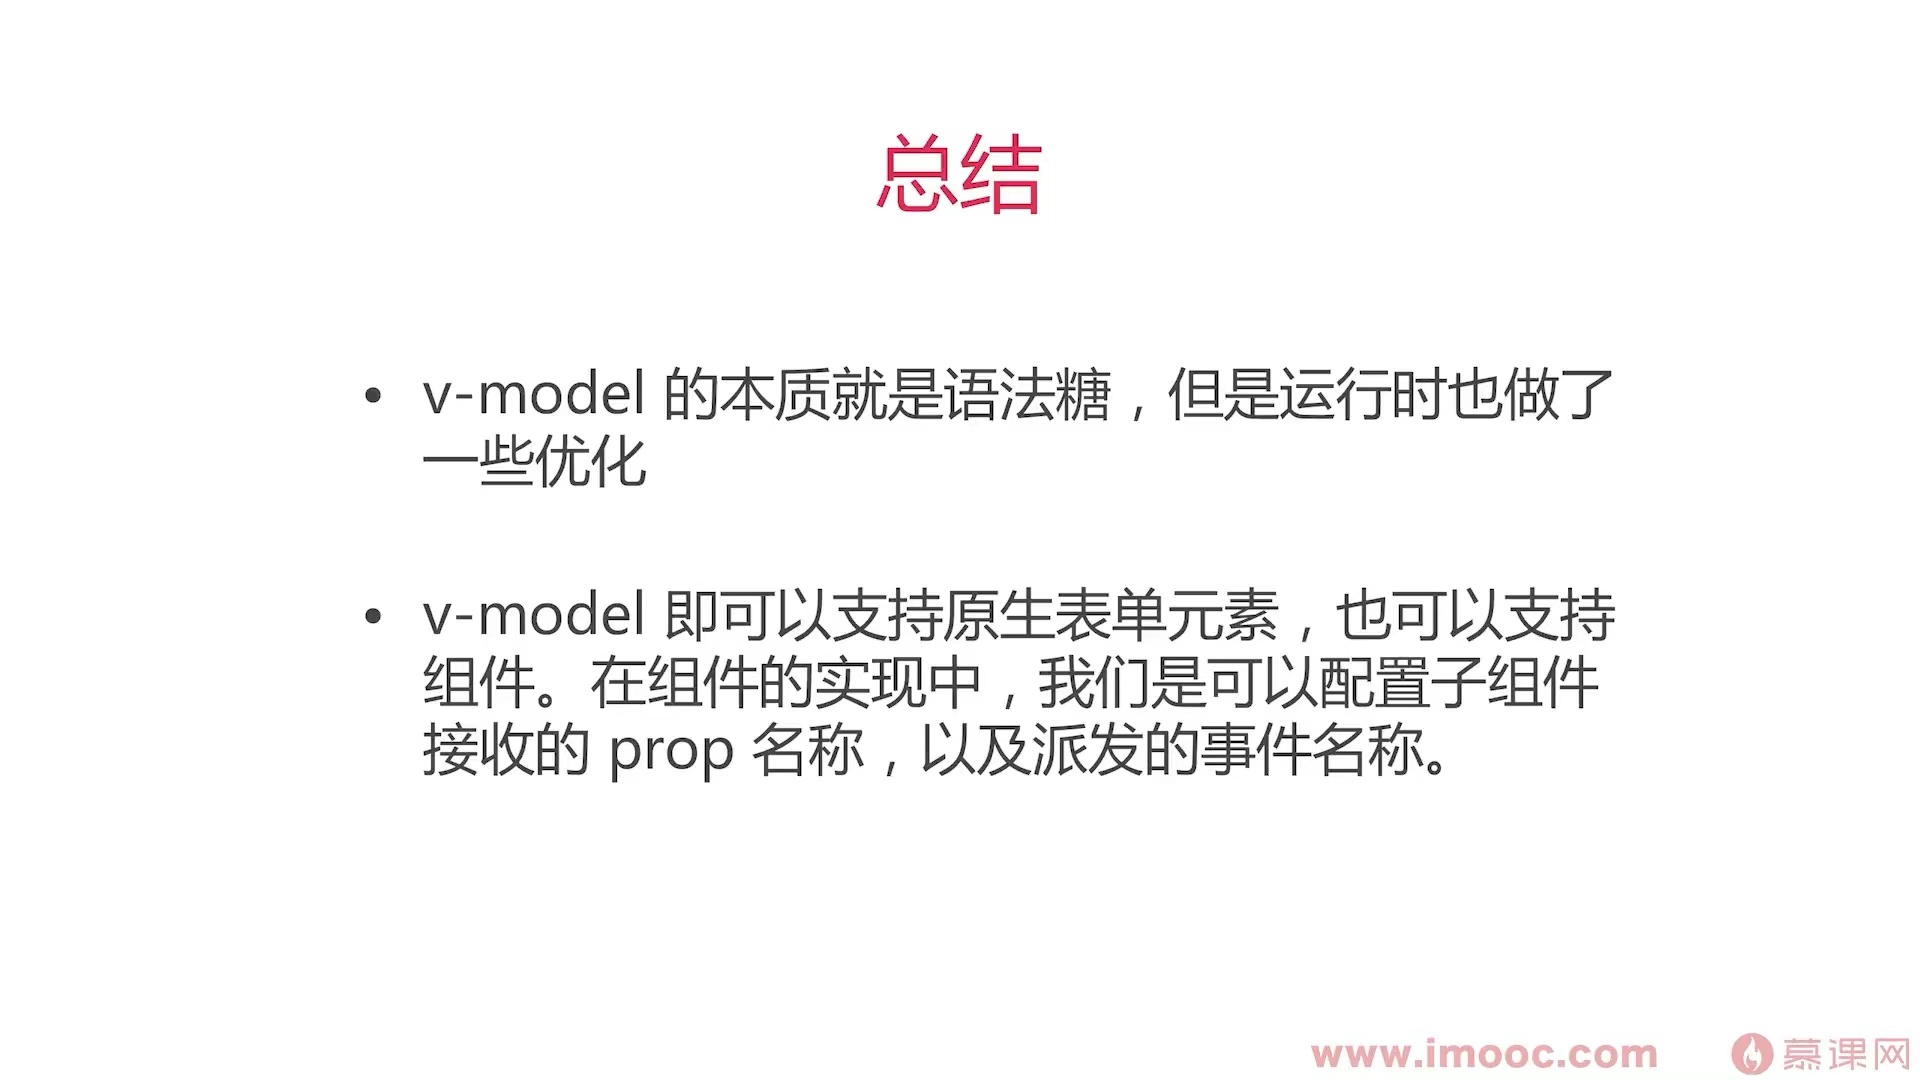 总结
• v-model 的本质就是语法糖，但是运行时也做了
一些优化
• v-model 即可以支持原生表单元素，也可以支持
组件。在组件的实现中，我们是可以配置子组件
接收的 prop 名称，以及派发的事件名称。
www.imooc.com 慕课网